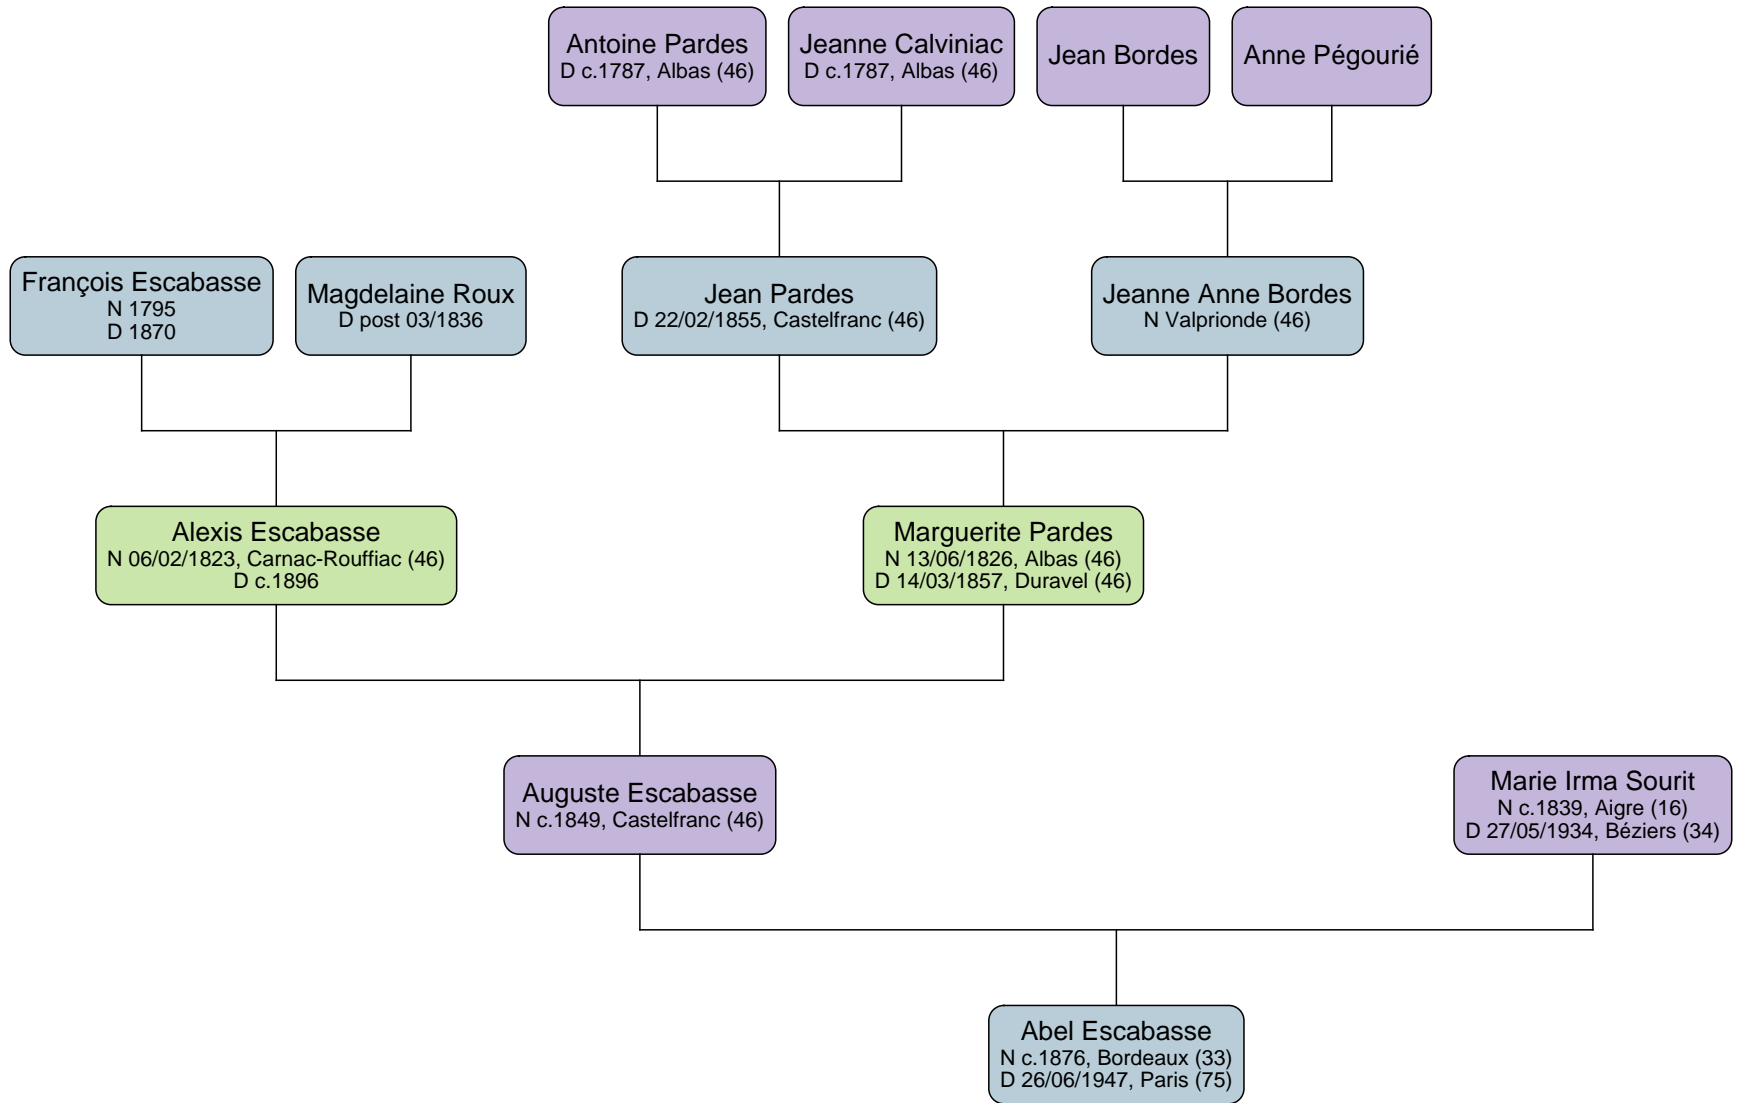 Antoine Pardes
D c.1787, Albas (46)
Jeanne Calviniac
D c.1787, Albas (46)
Jean Bordes
Anne Pégourié
François Escabasse
N 1795
D 1870
Magdelaine Roux
D post 03/1836
Jean Pardes
D 22/02/1855, Castelfranc (46)
Jeanne Anne Bordes
N Valprionde (46)
Alexis Escabasse
N 06/02/1823, Carnac-Rouffiac (46)
D c.1896
Marguerite Pardes
N 13/06/1826, Albas (46)
D 14/03/1857, Duravel (46)
Auguste Escabasse
N c.1849, Castelfranc (46)
Marie Irma Sourit
N c.1839, Aigre (16)
D 27/05/1934, Béziers (34)
Abel Escabasse
N c.1876, Bordeaux (33)
D 26/06/1947, Paris (75)